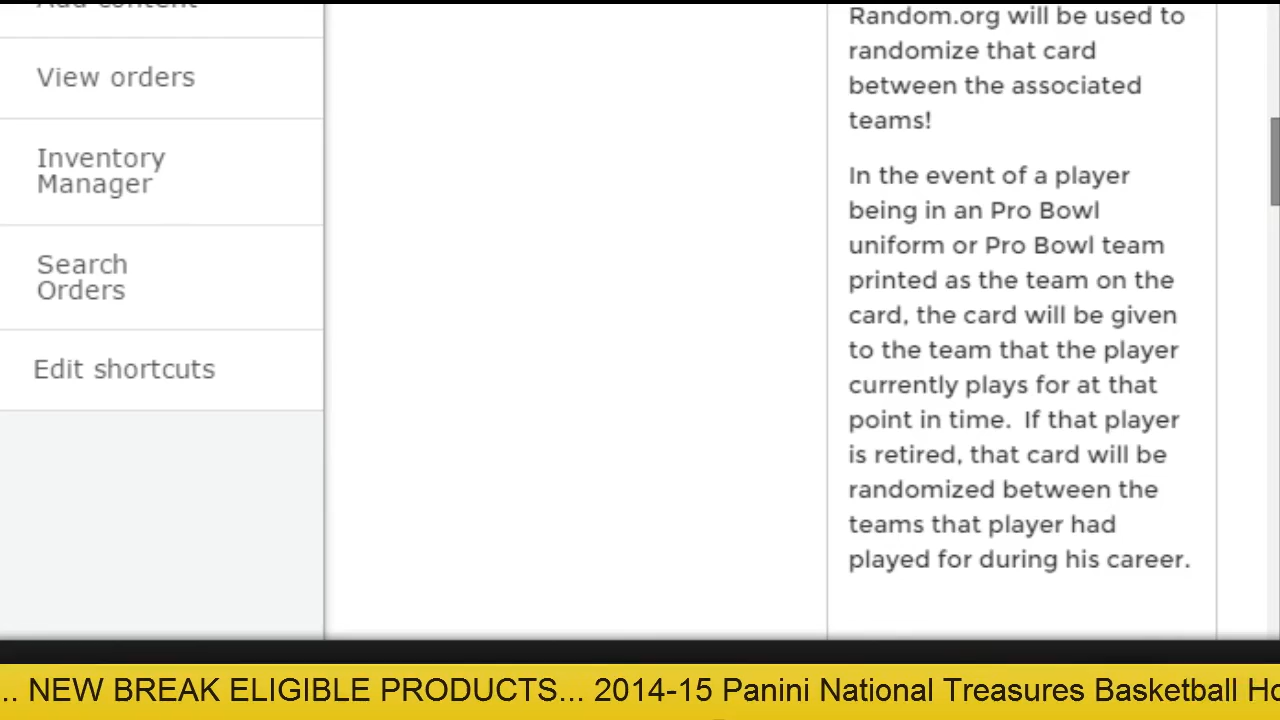 Add content
View orders
Inventory
Manager
Search
Orders
Edit shortcuts
Random.org will be used to
randomize that card
between the associated
teams!
In the event of a player
being in an Pro Bowl
uniform or Pro Bowl team
printed as the team on the
card, the card will be given
to the team that the player
currently plays for at that
point in time.  If that player
is retired, that card will be
randomized between the
teams that player had
played for during his career.
.. NEW BREAK ELIGIBLE PRODUCTS... 2014-15 Panini National Treasures Basketball Ho